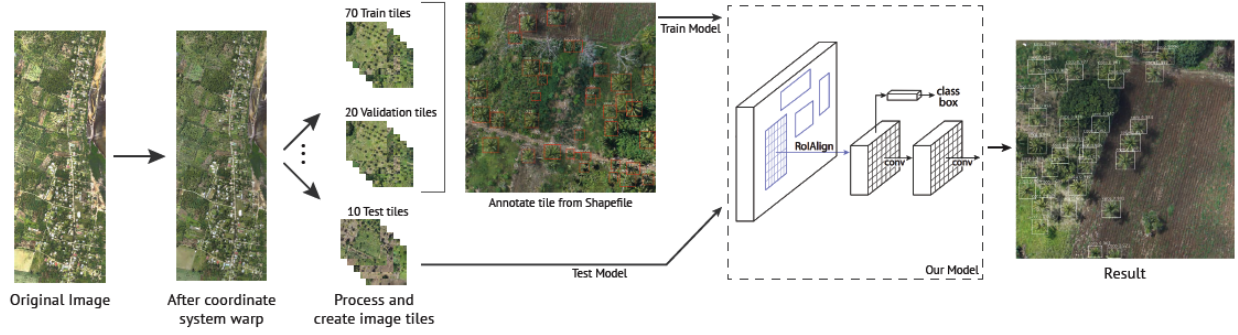 70 Train tiles
20 Validation tiles
10 Test tiles
Train Model
Annotate tile from Shapefile
Test Model
RoIAlign
class
box
conv
conv
Our Model
Original Image
After coordinate
system warp
Process and
create image tiles
Result